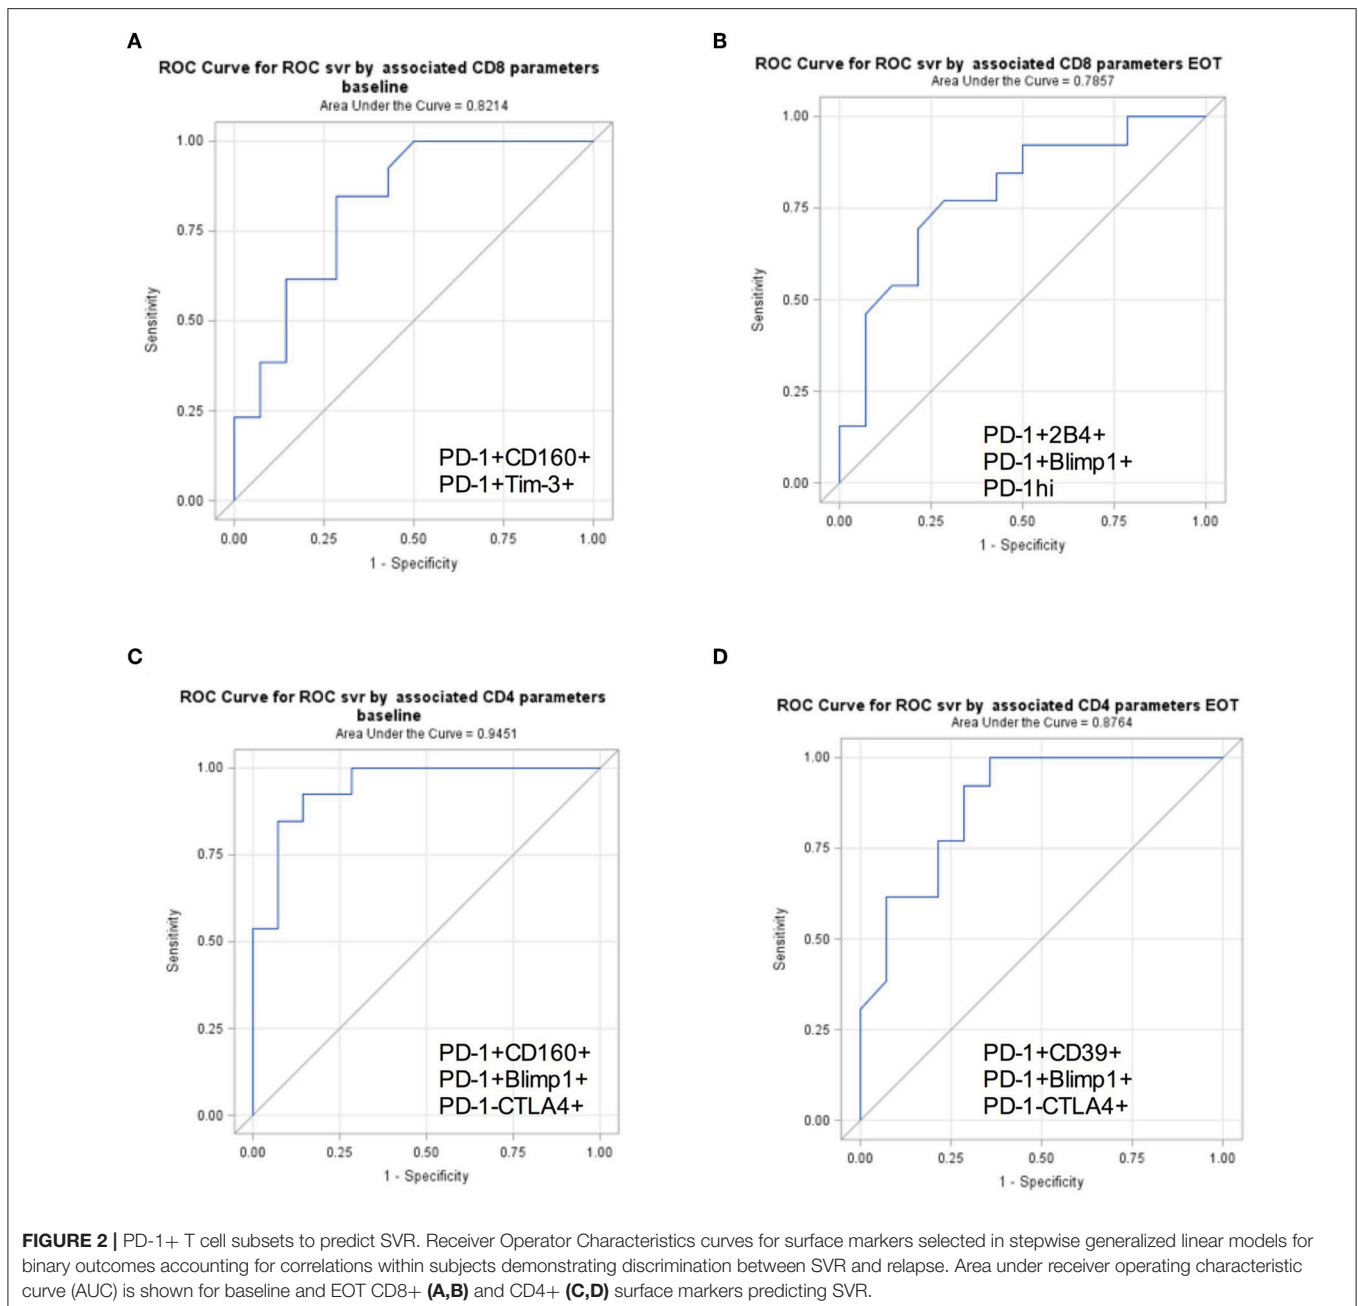 A
ROC Curve for ROC svr by associated CD8 parameters
baseline
Area Under the Curve = 0.8214
1.00
0.75
0.50
0.25
0.00
Sensitivity
PD-1+CD160+
PD-1+Tim-3+
0.00 0.25 0.50 0.75 1.00
1 - Specificity
B
ROC Curve for ROC svr by associated CD8 parameters EOT
Area Under the Curve = 0.7857
1.00
0.75
0.50
0.25
0.00
Sensitivity
PD-1+2B4+
PD-1+Blimp1+
PD-1hi
0.00 0.25 0.50 0.75 1.00
1 - Specificity
C
ROC Curve for ROC svr by associated CD4 parameters
baseline
Area Under the Curve = 0.9451
1.00
0.75
0.50
0.25
0.00
Sensitivity
PD-1+CD160+
PD-1+Blimp1+
PD-1-CTLA4+
0.00 0.25 0.50 0.75 1.00
1 - Specificity
D
ROC Curve for ROC svr by associated CD4 parameters EOT
Area Under the Curve = 0.8764
1.00
0.75
0.50
0.25
0.00
Sensitivity
PD-1+CD39+
PD-1+Blimp1+
PD-1-CTLA4+
0.00 0.25 0.50 0.75 1.00
1 - Specificity
FIGURE 2 | PD-1+ T cell subsets to predict SVR. Receiver Operator Characteristics curves for surface markers selected in stepwise generalized linear models for
binary outcomes accounting for correlations within subjects demonstrating discrimination between SVR and relapse. Area under receiver operating characteristic
curve (AUC) is shown for baseline and EOT CD8+ (A,B) and CD4+ (C,D) surface markers predicting SVR.